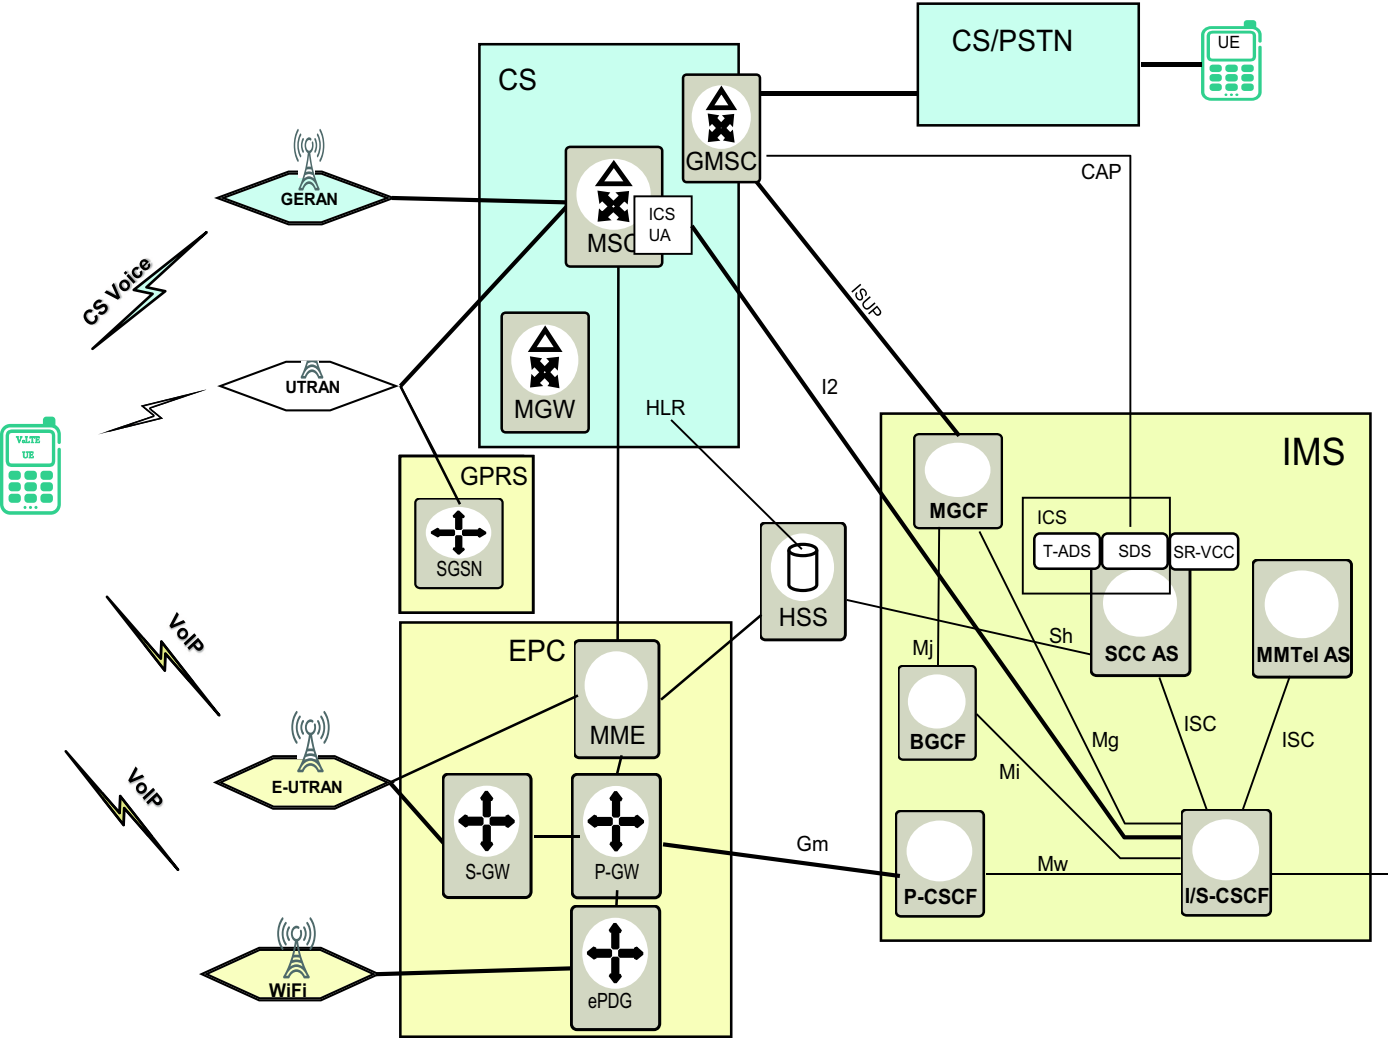 CS/PSTN
UE
CS
GMSC
CAP
GERAN
MSC
ICS
UA
CS Voice
ISUP
UTRAN
MGW
HLR
I2
VoLTE
UE
GPRS
SGSN
IMS
MGCF
ICS
T-ADS
SDS
SR-VCC
HSS
Sh
SCC AS
MMTel AS
VoIP
EPC
MME
Mj
BGCF
Mg
ISC
ISC
Mi
VoIP
E-UTRAN
S-GW
P-GW
Gm
Mw
P-CSCF
I/S-CSCF
WiFi
ePDG